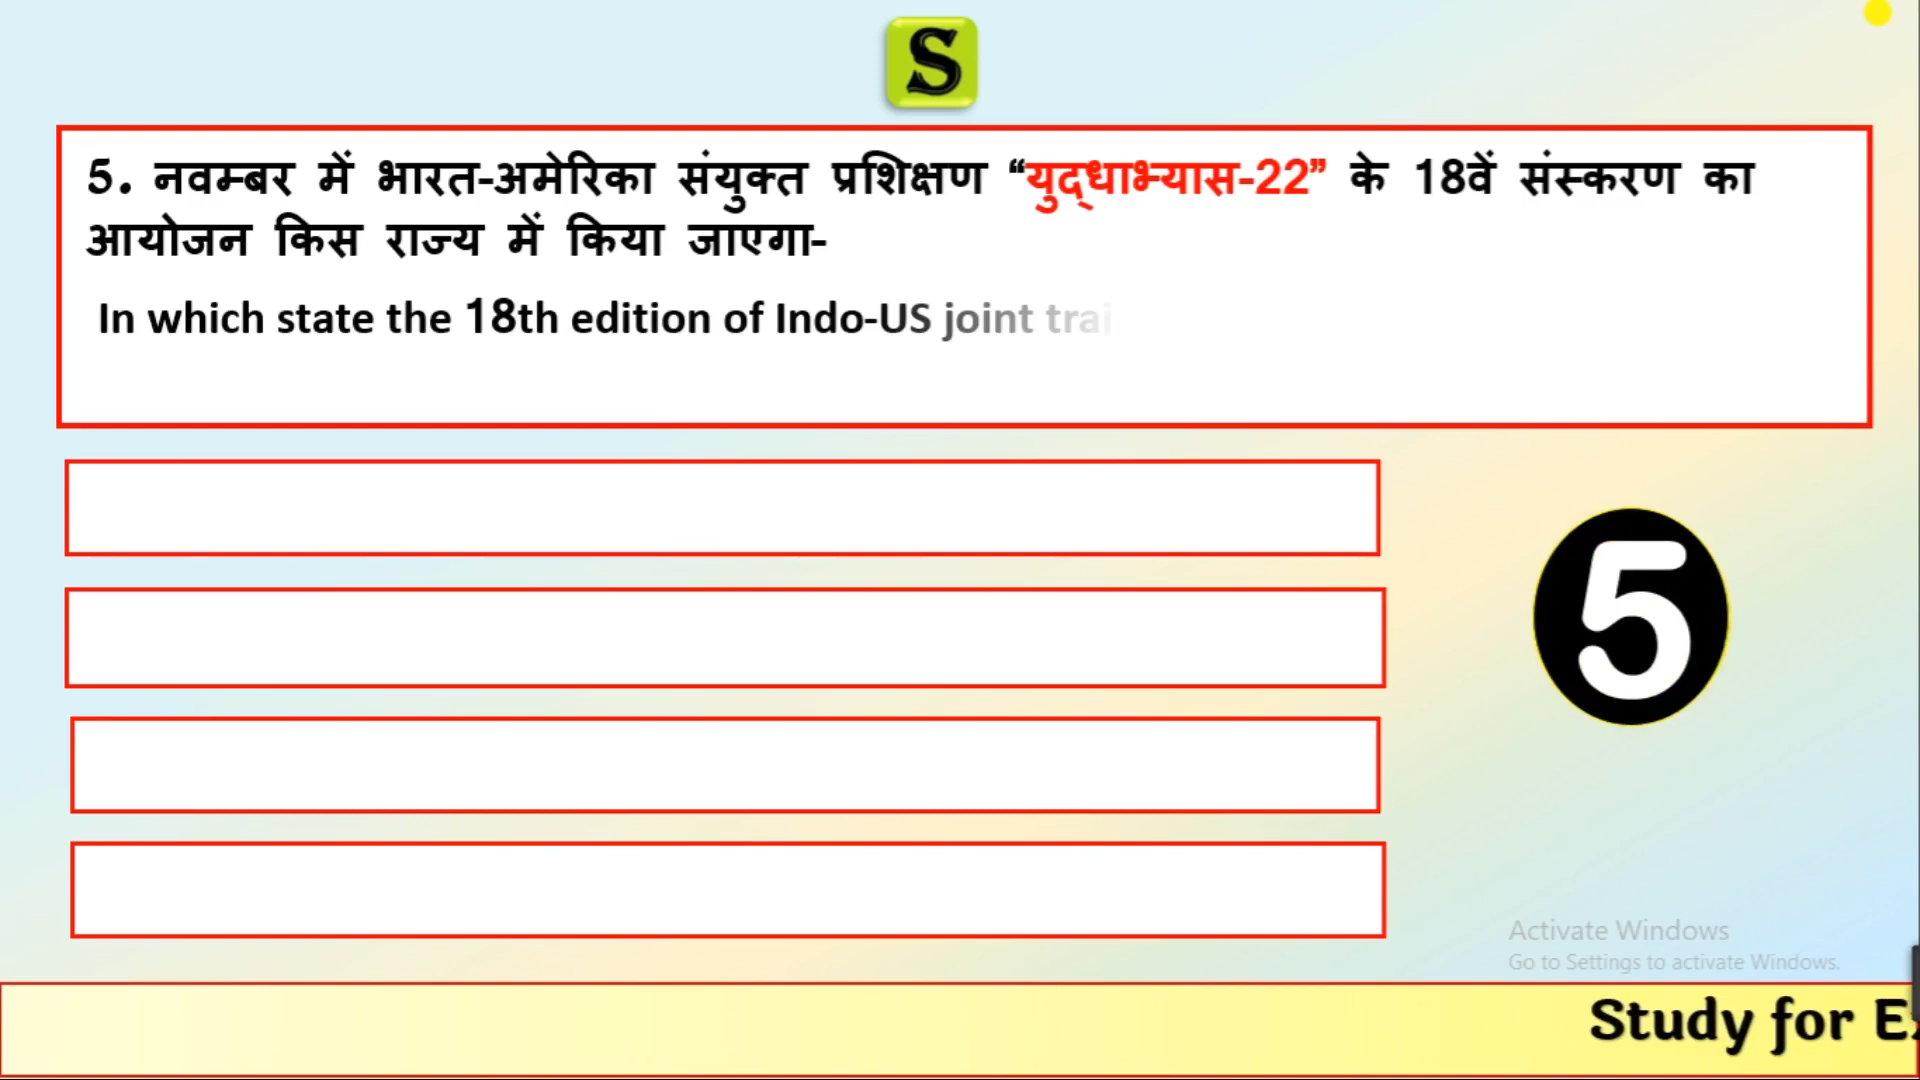 S
5. नवम्बर में भारत-अमेरिका संयुक्त प्रशिक्षण “युद्धाभ्यास-22” के 18वें संस्करण का
आयोजन किस राज्य में किया जाएगा-
In which state the 18th edition of Indo-US joint trai
5
Activate Windows
Go to Settings to activate Windows.
Study for E